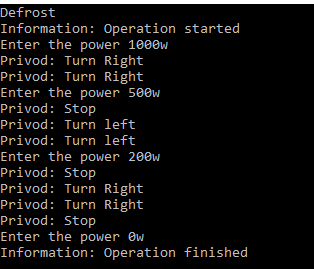 Defrost
Information: Operation started
Enter the power 1000w
Privod: Turn Right
Privod: Turn Right
Enter the power 500w
Privod: Stop
Privod: Turn left
Privod: Turn left
Enter the power 200w
Privod: Stop
Privod: Turn Right
Privod: Turn Right
Privod: Stop
Enter the power 0w
Information: Operation finished